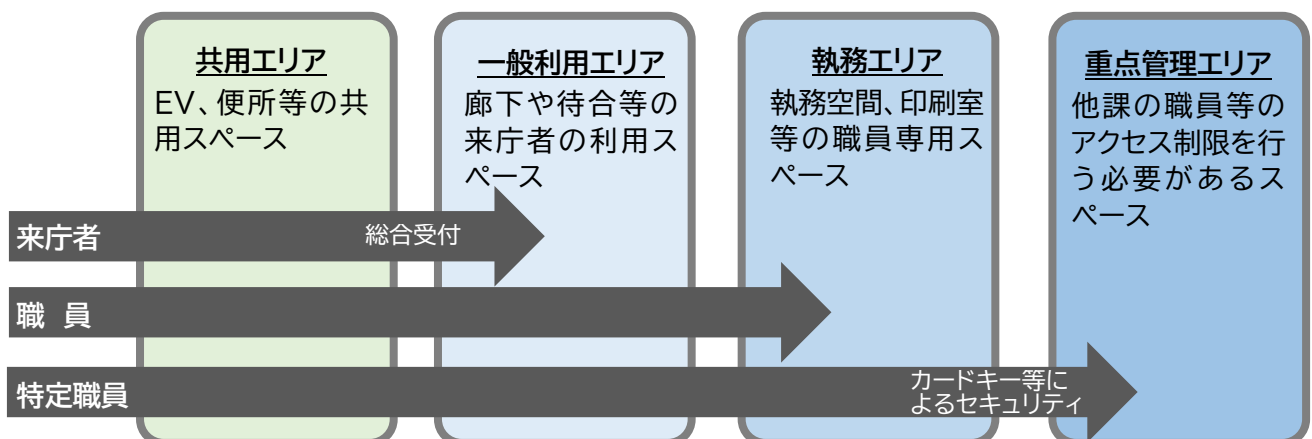 共用エリア
EV、便所等の共
用スペース
一般利用エリア
廊下や待合等の
来庁者の利用ス
ペース
執務エリア
執務空間、印刷室
等の職員専用ス
ペース
重点管理エリア
他課の職員等の
アクセス制限を行
う必要があるス
ペース
来庁者
総合受付
職 員
特定職員
カードキー等に
よるセキュリティ